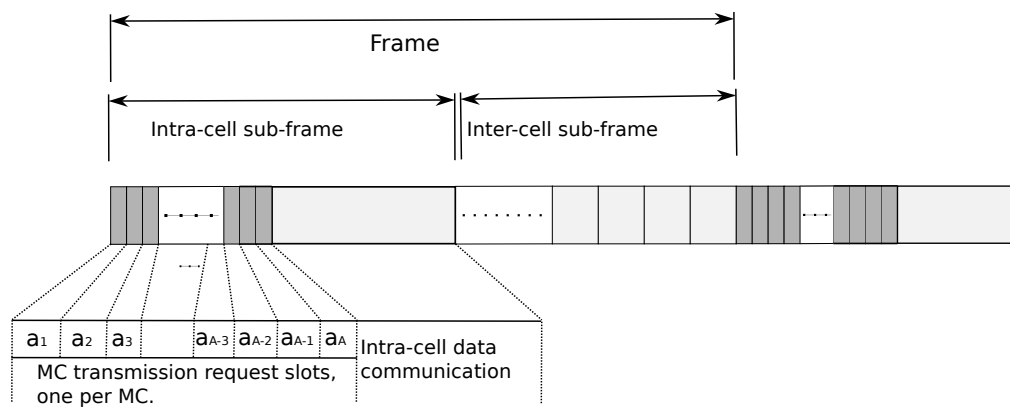 Frame
Intra-cell sub-frame
Inter-cell sub-frame
a1 a2 a3 aA-3 aA-2 aA-1 aA
Intra-cell data
communication
MC transmission request slots,
one per MC.